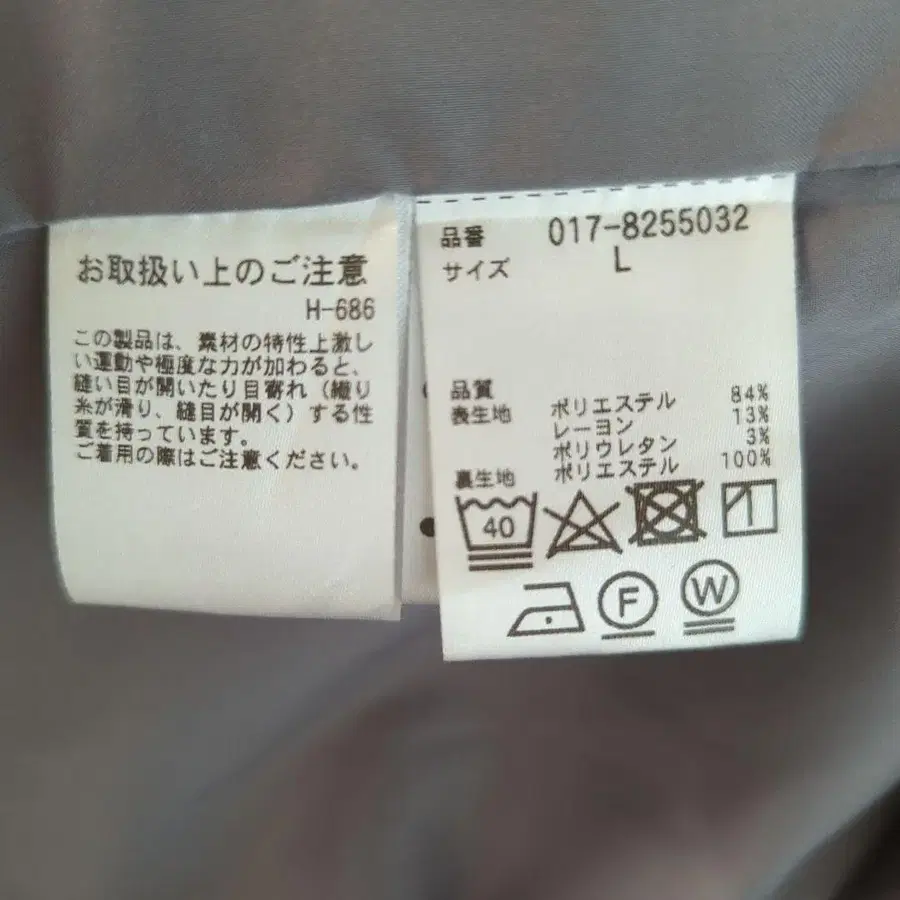 お取扱い上のご注意
H-686
この製品は、素材の特性上激し
い運動や極度な力が加わると、
縫い目が開いたり目寄れ（織り
糸が滑り、縫目が開く）する性
質を持っています。
ご着用の際はご注意ください。
品番 017-8255032
サイズ L
品質
表生地 ポリエステル 84%
レーヨン 13%
ポリウレタン 3%
裏生地 ポリエステル 100%
40
F
W